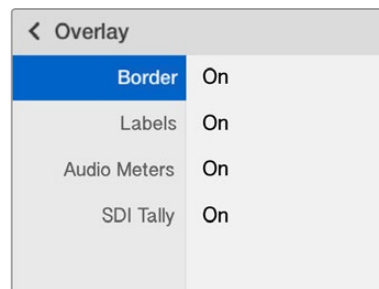 Overlay
Border On
Labels On
Audio Meters On
SDI Tally On